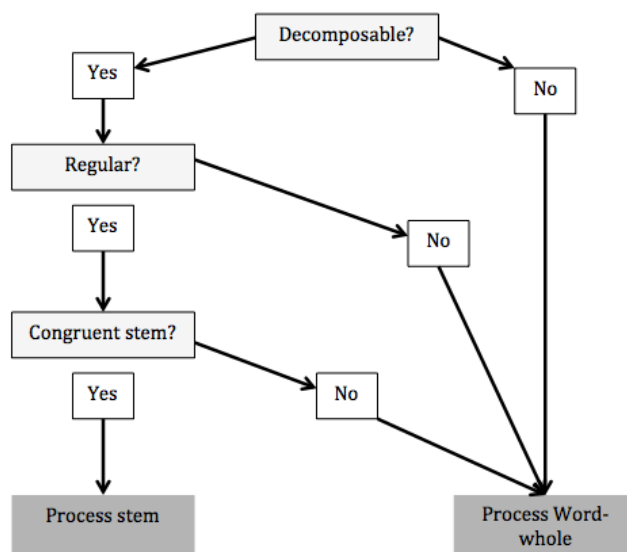 Decomposable?
Yes
No
Regular?
Yes
No
Congruent stem?
Yes
No
Process stem
Process Word-
whole